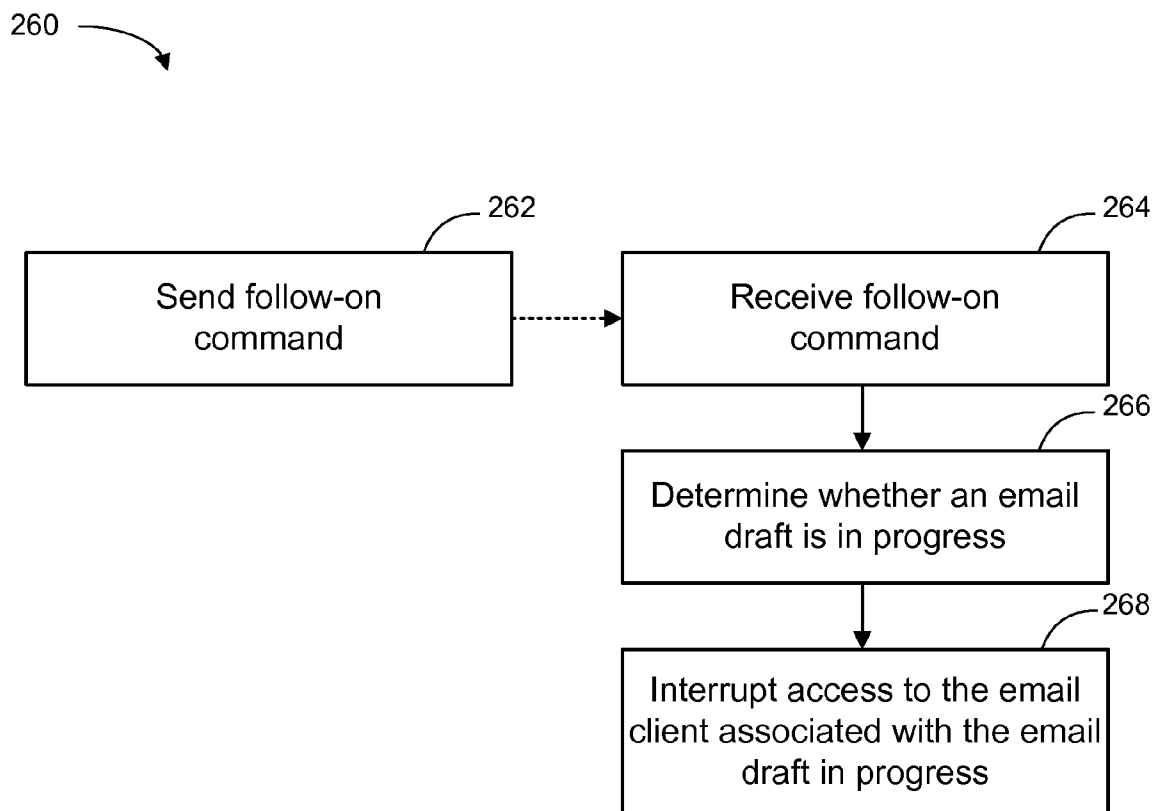 260
262
Send follow-on
command
264
Receive follow-on
command
266
Determine whether an email
draft is in progress
268
Interrupt access to the email
client associated with the email
draft in progress